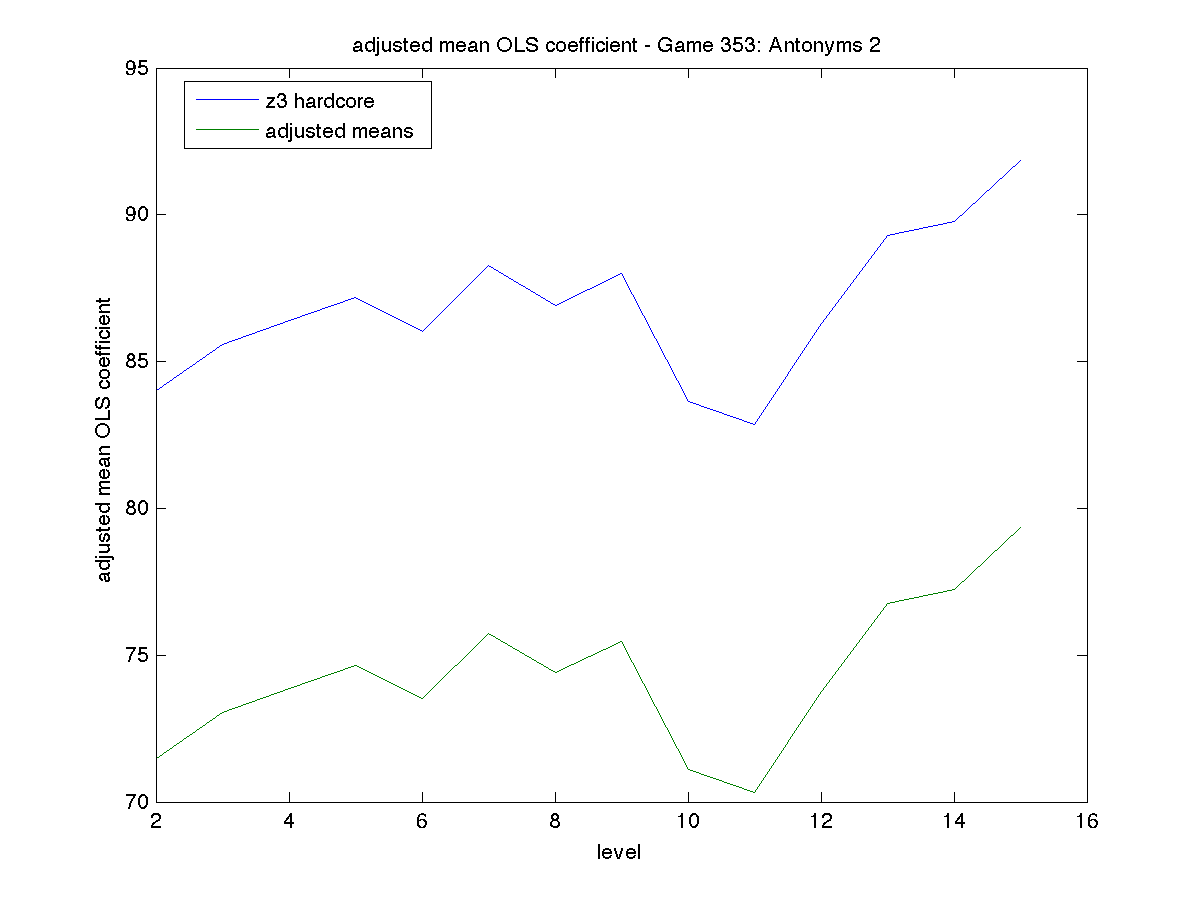 adjusted mean OLS coefficient - Game 353: Antonyms 2
95
z3 hardcore
adjusted means
90
85
80
75
70
adjusted mean OLS coefficient
2 4 6 8 10 12 14 16
level